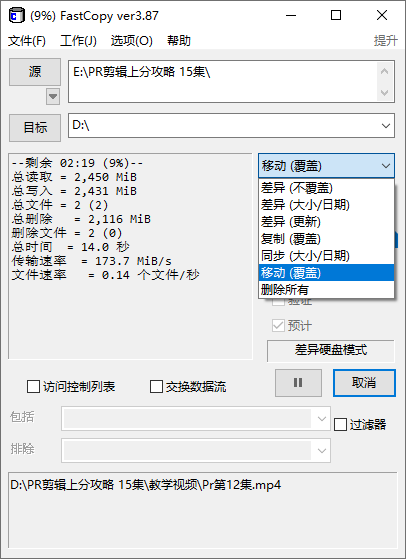 (9%) FastCopy ver3.87
文件(F) 工作(J) 选项(O) 帮助 提升
源 E:\PR剪辑上分攻略 15集\
目标 D:\
--剩余 02:19 (9%)--
总读取 = 2,450 MiB
总写入 = 2,431 MiB
总文件 = 2 (2)
总删除 = 2,116 MiB
删除文件 = 2 (0)
总时间 = 14.0 秒
传输速率 = 173.7 MiB/s
文件速率 = 0.14 个文件/秒
移动 (覆盖)
差异 (不覆盖)
差异 (大小/日期)
差异 (更新)
复制 (覆盖)
同步 (大小/日期)
移动 (覆盖)
删除所有
验证
预计
差异硬盘模式
访问控制列表 交换数据流 取消
包括
过滤器
排除
D:\PR剪辑上分攻略 15集\教学视频\Pr第12集.mp4